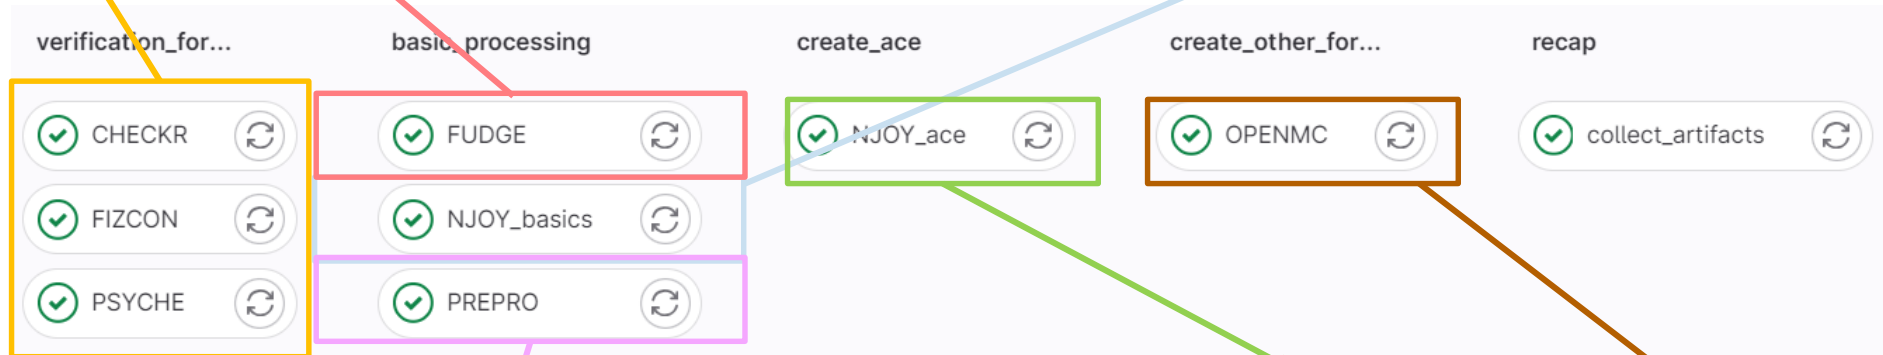 verification_for...
basic_processing
create_ace
create_other_for...
recap
CHECKR
FUDGE
NJOY_ace
OPENMC
collect_artifacts
FIZCON
NJOY_basics
PSYCHE
PREPRO